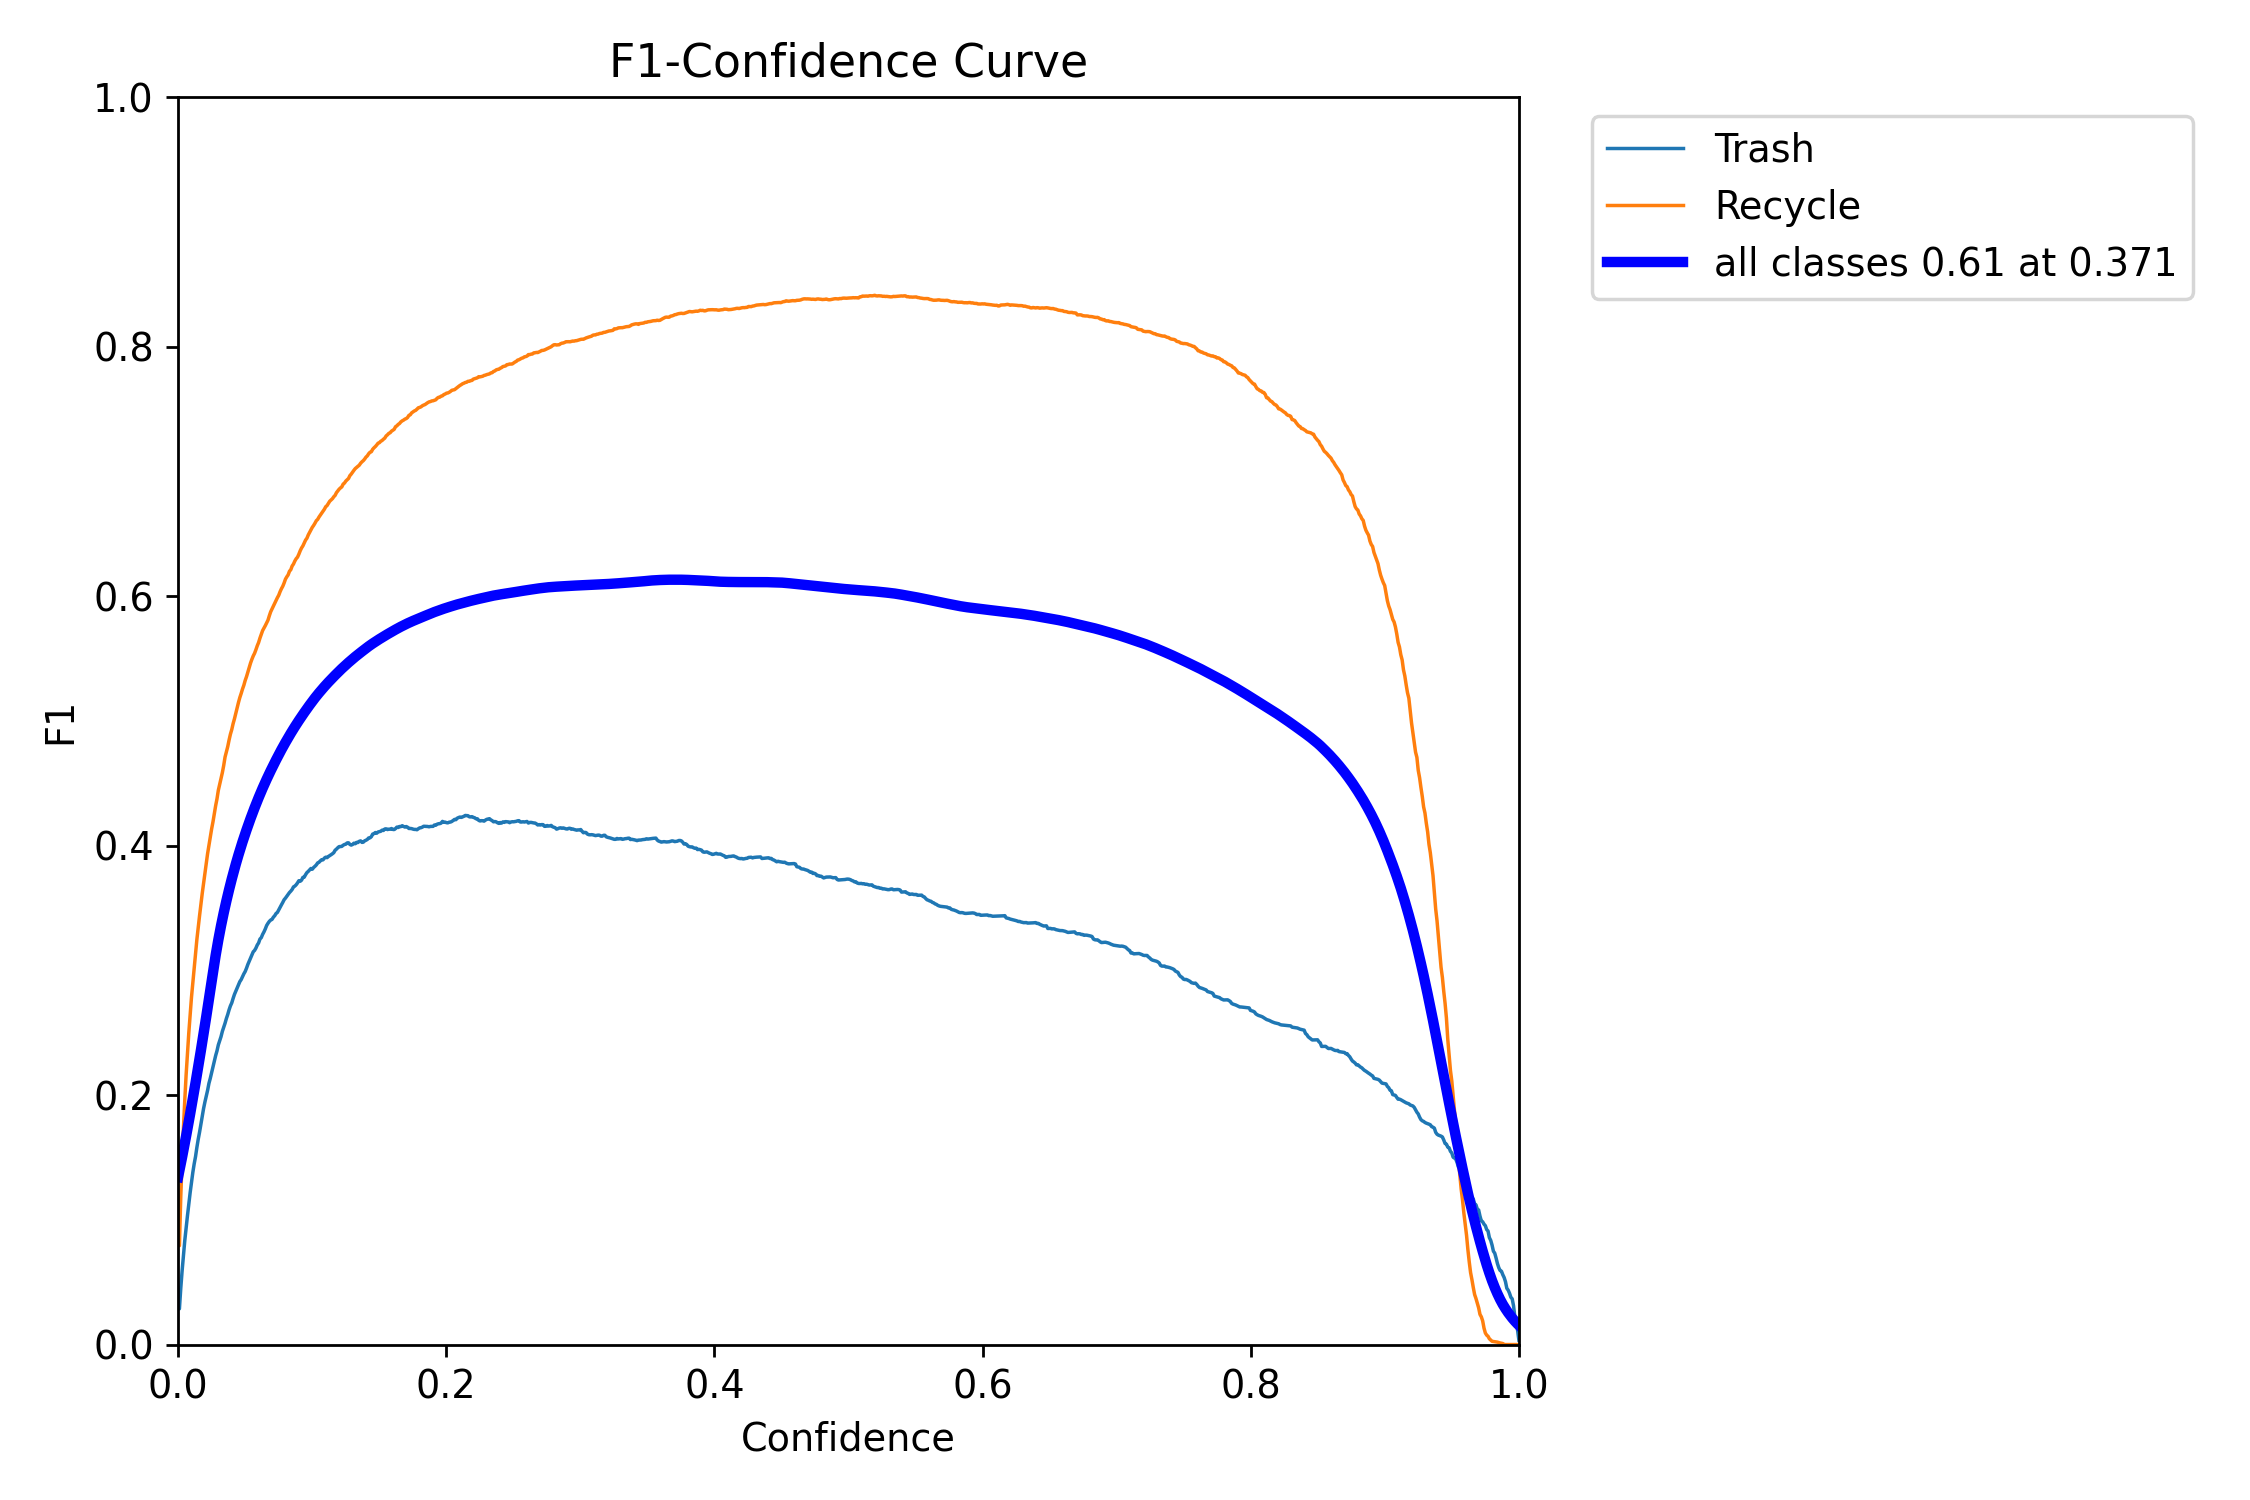 F1-Confidence Curve
1.0
0.8
0.6
0.4
0.2
0.0
F1
0.0 0.2 0.4 0.6 0.8 1.0
Confidence
Trash
Recycle
all classes 0.61 at 0.371